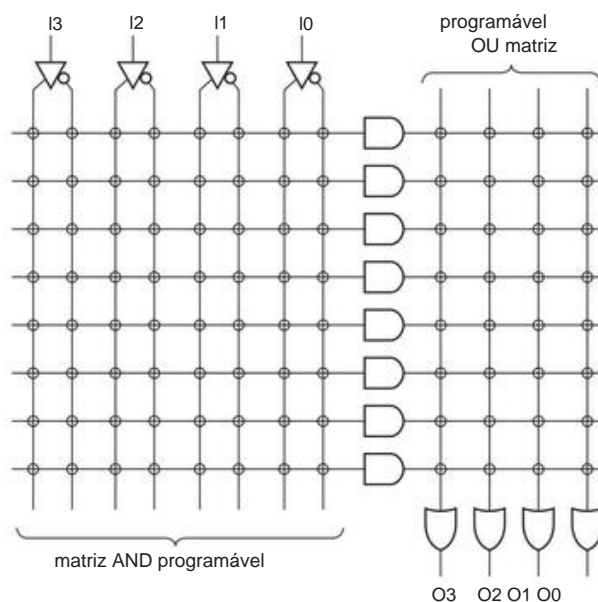 I3 I2 I1 I0
programável
OU matriz
matriz AND programável
O3 O2 O1 O0